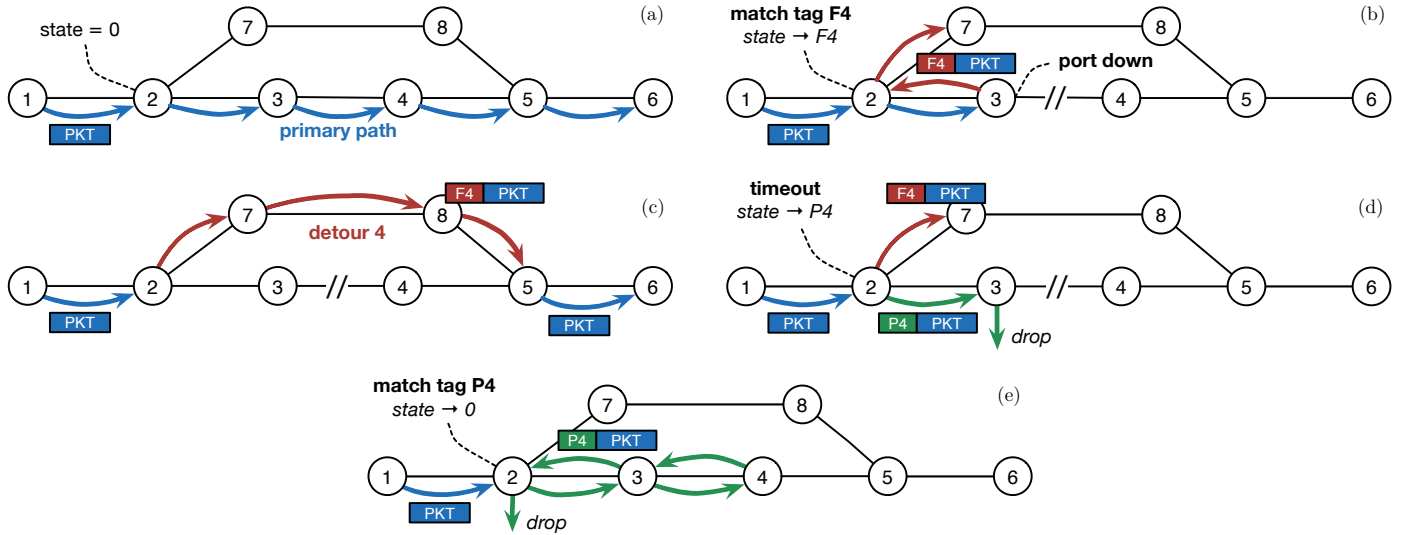 (a)
state = 0
7
8
1
2
3
4
5
6
PKT
primary path
(b)
match tag F4
state → F4
7
8
F4 PKT
port down
1
2
3
//
4
5
6
PKT
(c)
7
8
F4 PKT
detour 4
1
2
3
//
4
5
6
PKT
PKT
(d)
timeout
state → P4
F4 PKT
7
8
1
2
3
//
4
5
6
PKT
P4 PKT
drop
(e)
match tag P4
state → 0
7
8
P4 PKT
1
2
3
4
5
6
PKT
drop